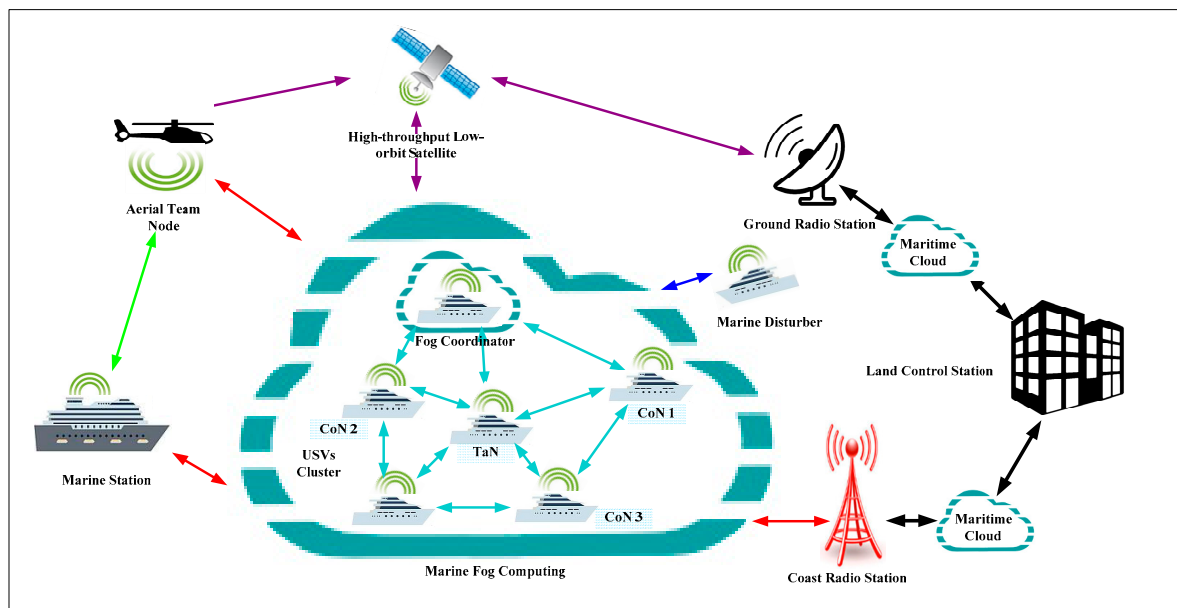 High-throughput Low-
orbit Satellite
Aerial Team
Node
Ground Radio Station
Maritime
Cloud
Marine Disturber
Fog Coordinator
Land Control Station
CoN 1
CoN 2
TaN
USVs
Cluster
Marine Station
CoN 3
Maritime
Cloud
Marine Fog Computing
Coast Radio Station